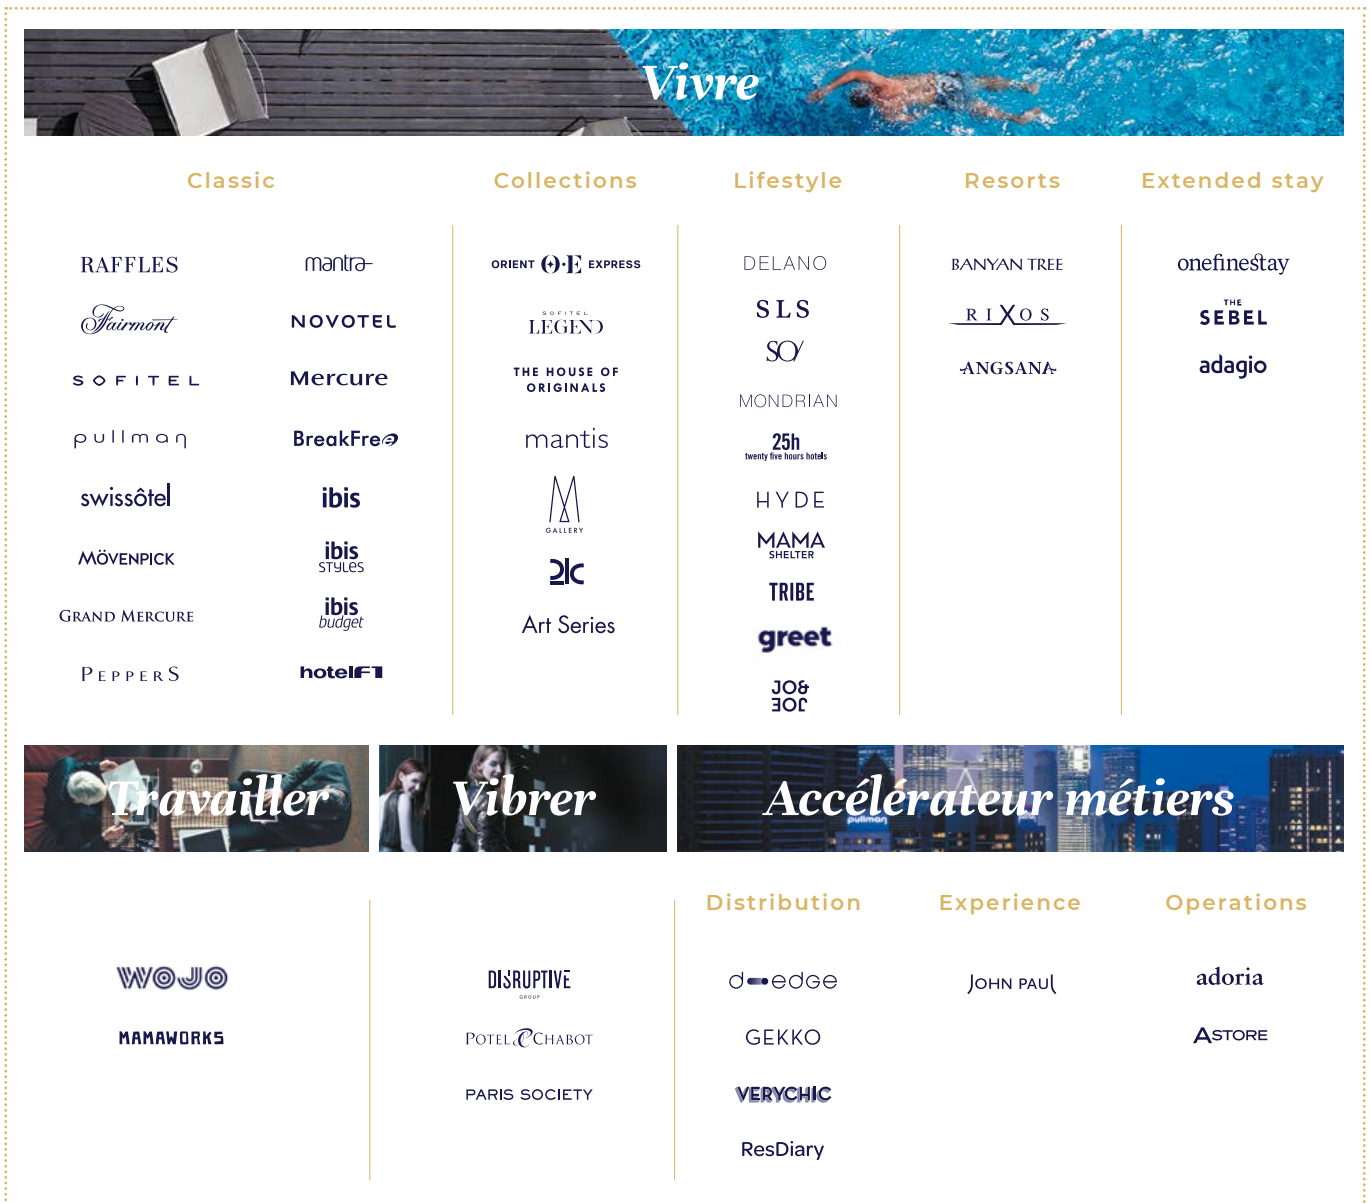 Vivre
Classic
Collections
Lifestyle
Resorts
Extended stay
RAFFLES
Fairmont
SOFITEL
pullman
swissôtel
MÖVENPICK
GRAND MERCURE
PEPPERS
mantra
NOVOTEL
Mercure
BreakFree
ibis
ibis
STYLES
ibis
budget
hotelF1
ORIENT O·E EXPRESS
SOFITEL
LEGEND
THE HOUSE OF
ORIGINALS
mantis
GALLERY
Art Series
DELANO
SLS
SO/
MONDRIAN
25h
twenty five hours hotels
HYDE
MAMA
SHELTER
TRIBE
greet
JO&
JOE
BANYAN TREE
RIXOS
ANGSANA
onefinestay
THE
SEBEL
adagio
Travailler
Vibrer
Accélérateur métiers
pullman
WOJO
MAMAWORKS
DISRUPTIVE
GROUP
POTEL & CHABOT
PARIS SOCIETY
Distribution
Experience
Operations
d-edge
GEKKO
VERYCHIC
ResDiary
JOHN PAUL
adoria
ASTORE